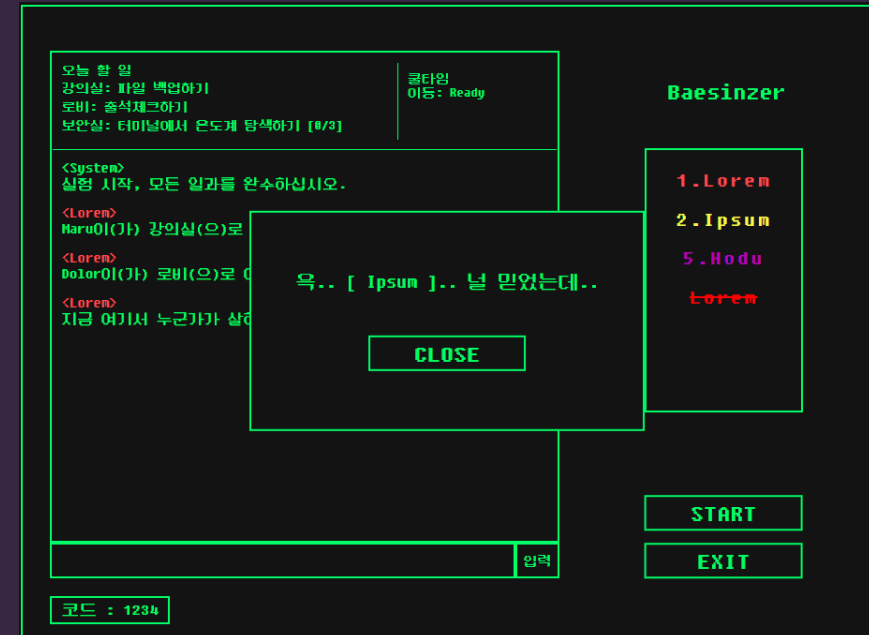 오늘 할 일
강의실: 파일 백업하기
로비: 출석체크하기
보안실: 터미널에서 온도계 탐색하기 [0/3]
쿨타임
이동: Ready
<System>
실험 시작, 모든 일과를 완수하십시오.
<Lorem>
Maru이(가) 강의실(으)로
<Lorem>
Dolor이(가) 로비(으)로
<Lorem>
지금 여기서 누군가가
윽.. [ Ipsum ].. 널 믿었는데..
CLOSE
입력
코드 : 1234
Baesinzer
1.Lorem
2.Ipsum
5.Hodu
Lorem
START
EXIT